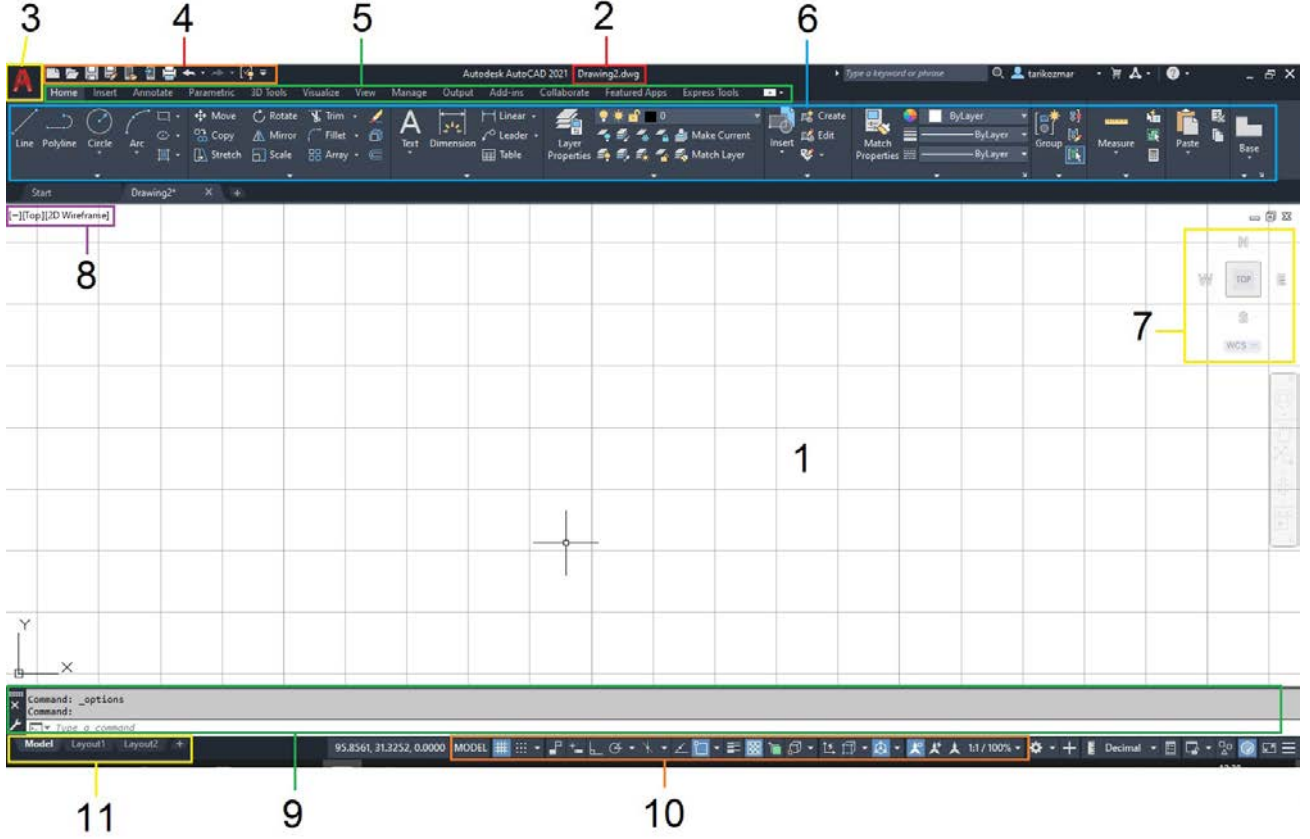 3 4 5 2 6
A Autodesk AutoCAD 2021 Drawing2.dwg Type a keyword or phrase tarikozmar
Home Insert Annotate Parametric 3D Tools Visualize View Manage Output Add-ins Collaborate Featured Apps Express Tools
Move Rotate Trim Linear 0 Create ByLayer
Copy Mirror Fillet Leader Make Current Edit ByLayer
Line Polyline Circle Arc Text Dimension Layer Insert Match Group Measure Paste Base
Stretch Scale Array Table Properties Match Layer Properties ByLayer
Start Drawing2*
[−][Top][2D Wireframe]
8
N
W TOP E
S
7
WCS
1
Y
X
Command: _options
Command:
Type a command
Model Layout1 Layout2 + 95.8561, 31.3252, 0.0000 MODEL 1:1 / 100% Decimal
11 9 10